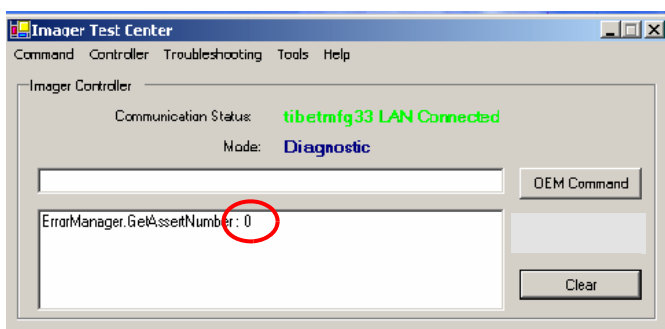 Imager Test Center
Command Controller Troubleshooting Tools Help
Imager Controller
Communication Status: tibetmfg33 LAN Connected
Mode: Diagnostic
OEM Command
ErrorManager.GetAssertNumber: 0
Clear